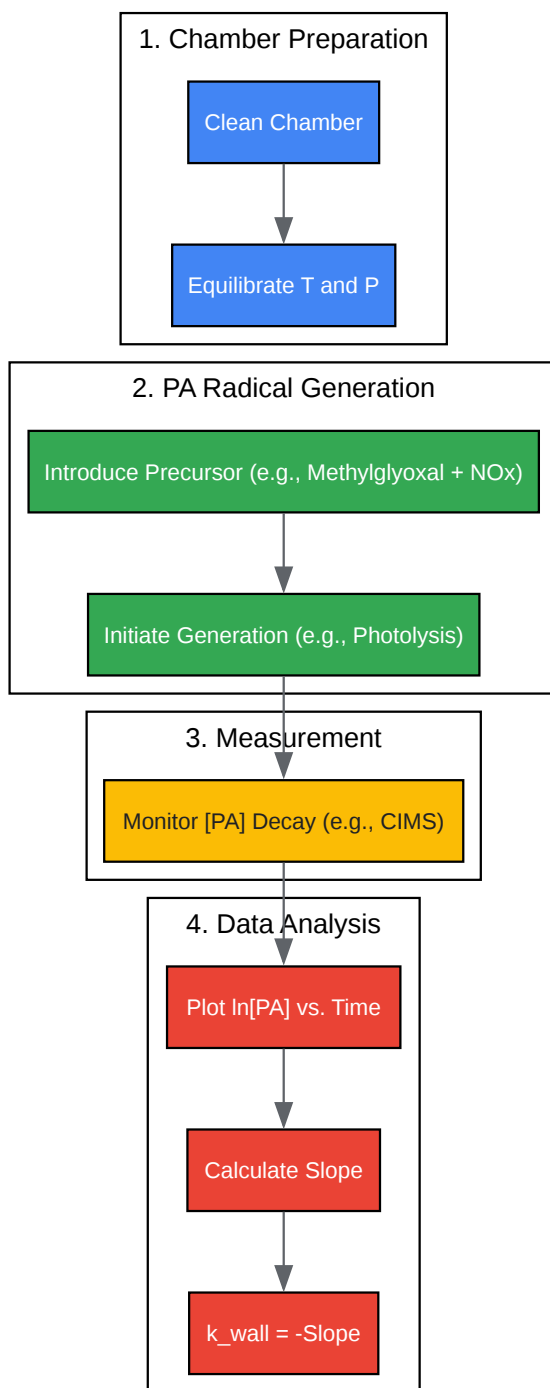 1. Chamber Preparation
Clean Chamber
Equilibrate T and P
2. PA Radical Generation
Introduce Precursor (e.g., Methylglyoxal + NOx)
Initiate Generation (e.g., Photolysis)
3. Measurement
Monitor [PA] Decay (e.g., CIMS)
4. Data Analysis
Plot ln[PA] vs. Time
Calculate Slope
k_wall = -Slope